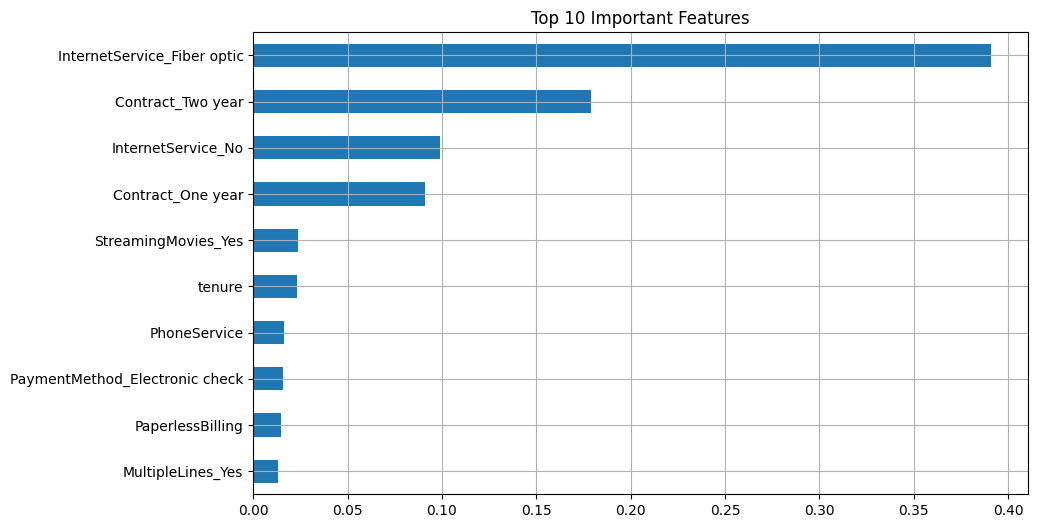 Top 10 Important Features
InternetService_Fiber optic
Contract_Two year
InternetService_No
Contract_One year
StreamingMovies_Yes
tenure
PhoneService
PaymentMethod_Electronic check
PaperlessBilling
MultipleLines_Yes
0.00 0.05 0.10 0.15 0.20 0.25 0.30 0.35 0.40